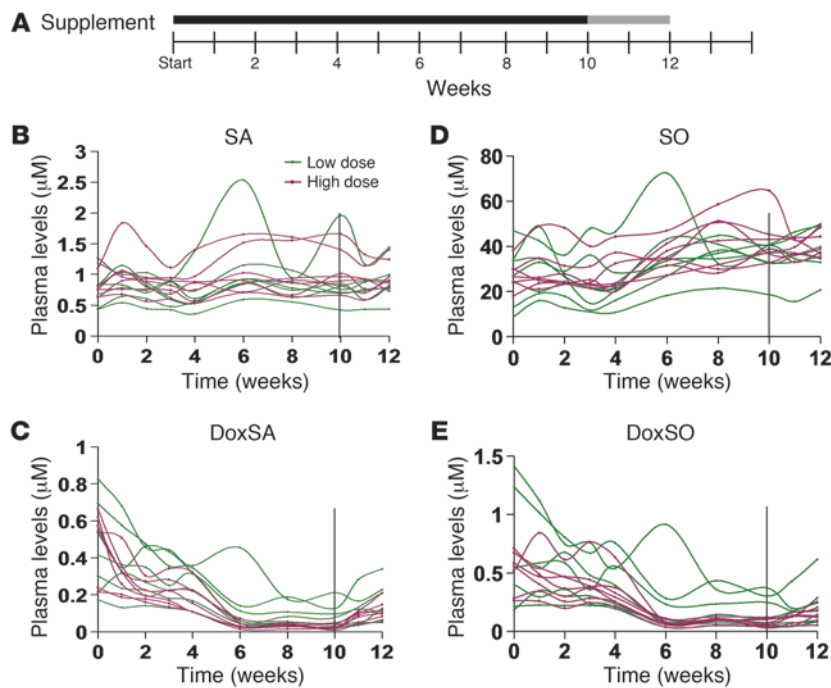 A Supplement
Start 2 4 6 8 10 12
Weeks
B SA
Plasma levels (μM)
3
2.5
2
1.5
1
0.5
0
Low dose
High dose
0 2 4 6 8 10 12
Time (weeks)
D SO
Plasma levels (μM)
80
60
40
20
0
0 2 4 6 8 10 12
Time (weeks)
C DoxSA
Plasma levels (μM)
1
0.8
0.6
0.4
0.2
0
0 2 4 6 8 10 12
Time (weeks)
E DoxSO
Plasma levels (μM)
1.5
1
0.5
0
0 2 4 6 8 10 12
Time (weeks)